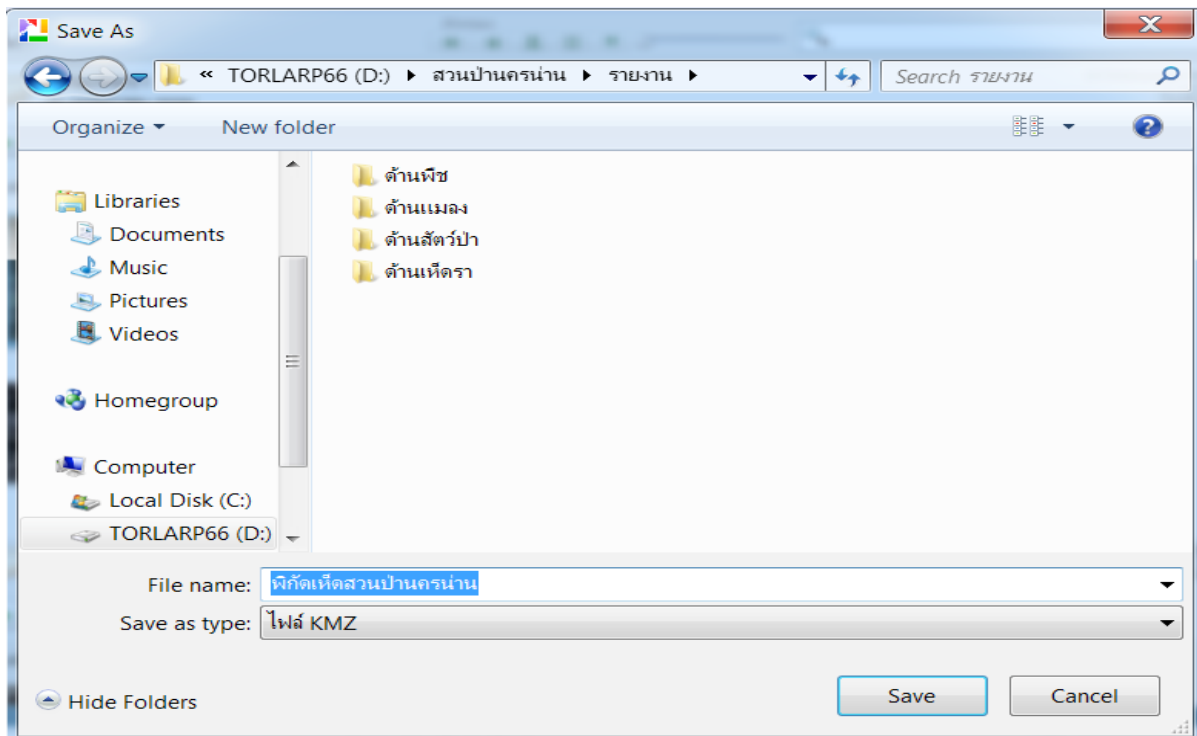 Save As
« TORLARP66 (D:) ▸ สวนป่านครน่าน ▸ รายงาน ▸
Search รายงาน
Organize
New folder
ด้านพืช
ด้านแมลง
ด้านสัตว์ป่า
ด้านเห็ดรา
Libraries
Documents
Music
Pictures
Videos
Homegroup
Computer
Local Disk (C:)
TORLARP66 (D:)
File name: พิกัดเห็ดสวนป่านครน่าน
Save as type: ไฟล์ KMZ
Hide Folders
Save
Cancel